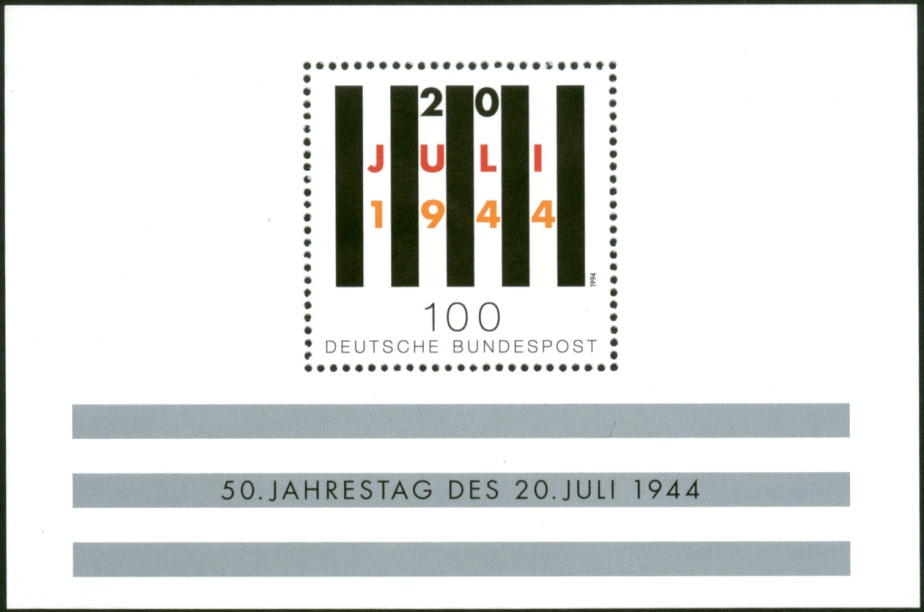 20
JULI
1944
1994
100
DEUTSCHE BUNDESPOST
50. JAHRESTAG DES 20. JULI 1944